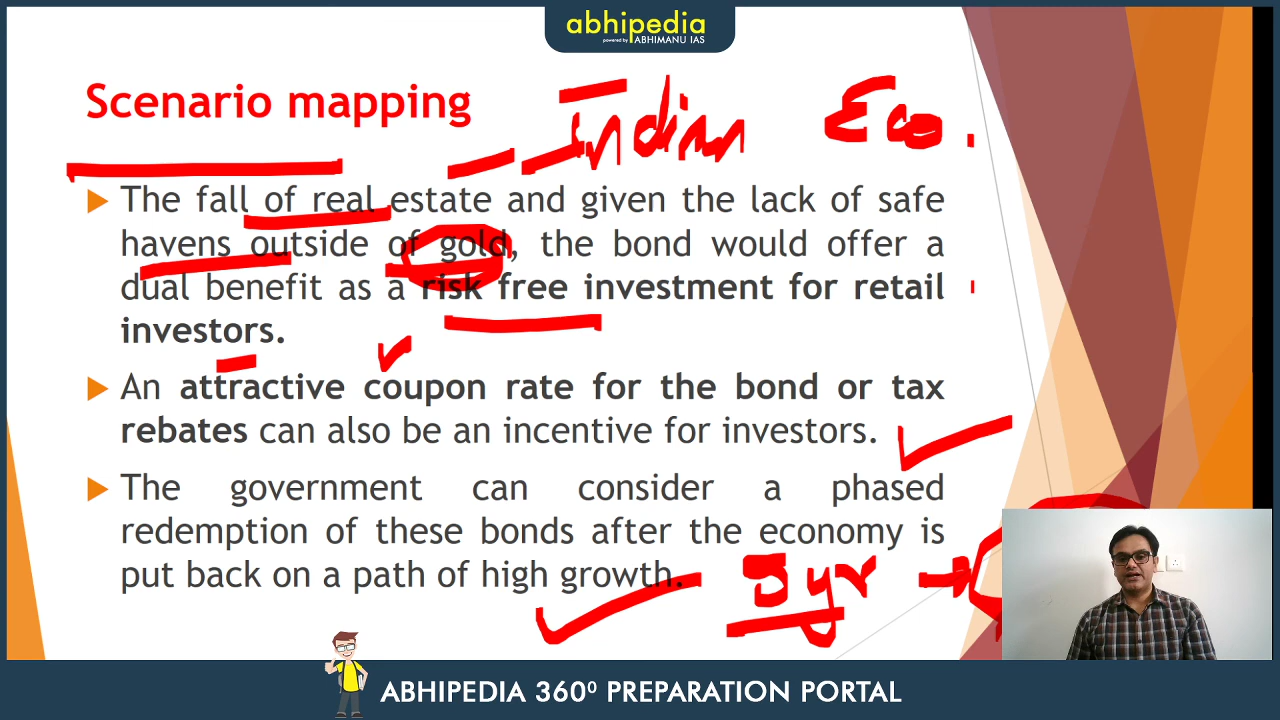 abhipedia
powered by ABHIMANU IAS
Scenario mapping
Indian Eco.
The fall of real estate and given the lack of safe
havens outside of gold, the bond would offer a
dual benefit as a risk free investment for retail
investors.
An attractive coupon rate for the bond or tax
rebates can also be an incentive for investors.
The government can consider a phased
redemption of these bonds after the economy is
put back on a path of high growth.
yr
ABHIPEDIA 360⁰ PREPARATION PORTAL